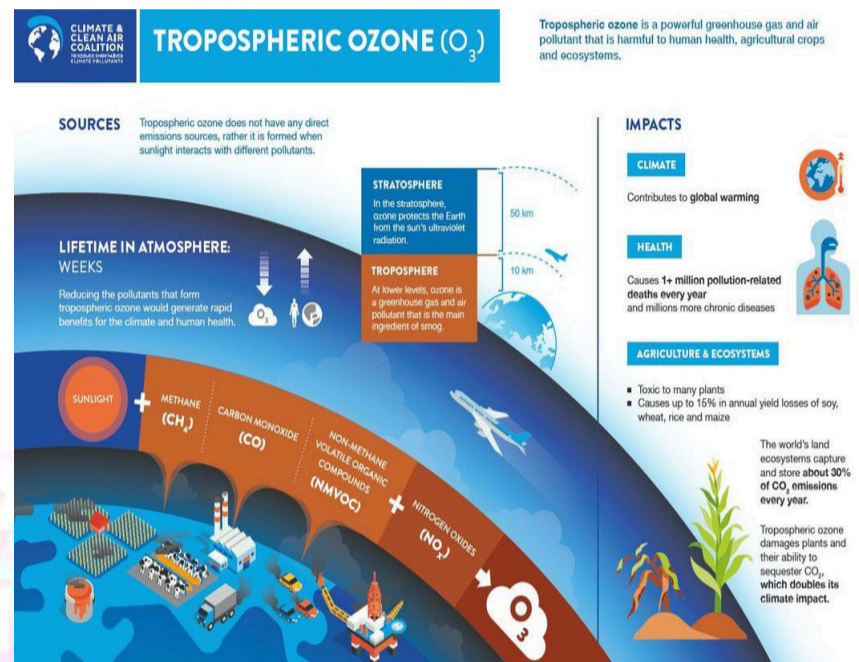 CLIMATE &
CLEAN AIR
COALITION
TO REDUCE SHORT-LIVED
CLIMATE POLLUTANTS
TROPOSPHERIC OZONE (O₃)
Tropospheric ozone is a powerful greenhouse gas and air
pollutant that is harmful to human health, agricultural crops
and ecosystems.
SOURCES
Tropospheric ozone does not have any direct
emissions sources, rather it is formed when
sunlight interacts with different pollutants.
STRATOSPHERE
In the stratosphere,
ozone protects the Earth
from the sun's ultraviolet
radiation.
50 km
TROPOSPHERE
At lower levels, ozone is
a greenhouse gas and air
pollutant that is the main
ingredient of smog.
10 km
LIFETIME IN ATMOSPHERE:
WEEKS
Reducing the pollutants that form
tropospheric ozone would generate rapid
benefits for the climate and human health.
O₃
SUNLIGHT
+
METHANE
(CH₄)
CARBON MONOXIDE
(CO)
NON-METHANE
VOLATILE ORGANIC
COMPOUNDS
(NMVOC)
+
NITROGEN OXIDES
(NO₂)
O₃
IMPACTS
CLIMATE
Contributes to global warming
HEALTH
Causes 1+ million pollution-related
deaths every year
and millions more chronic diseases
AGRICULTURE & ECOSYSTEMS
▪ Toxic to many plants
▪ Causes up to 15% in annual yield losses of soy,
wheat, rice and maize
The world's land
ecosystems capture
and store about 30%
of CO₂ emissions
every year.
Tropospheric ozone
damages plants and
their ability to
sequester CO₂,
which doubles its
climate impact.